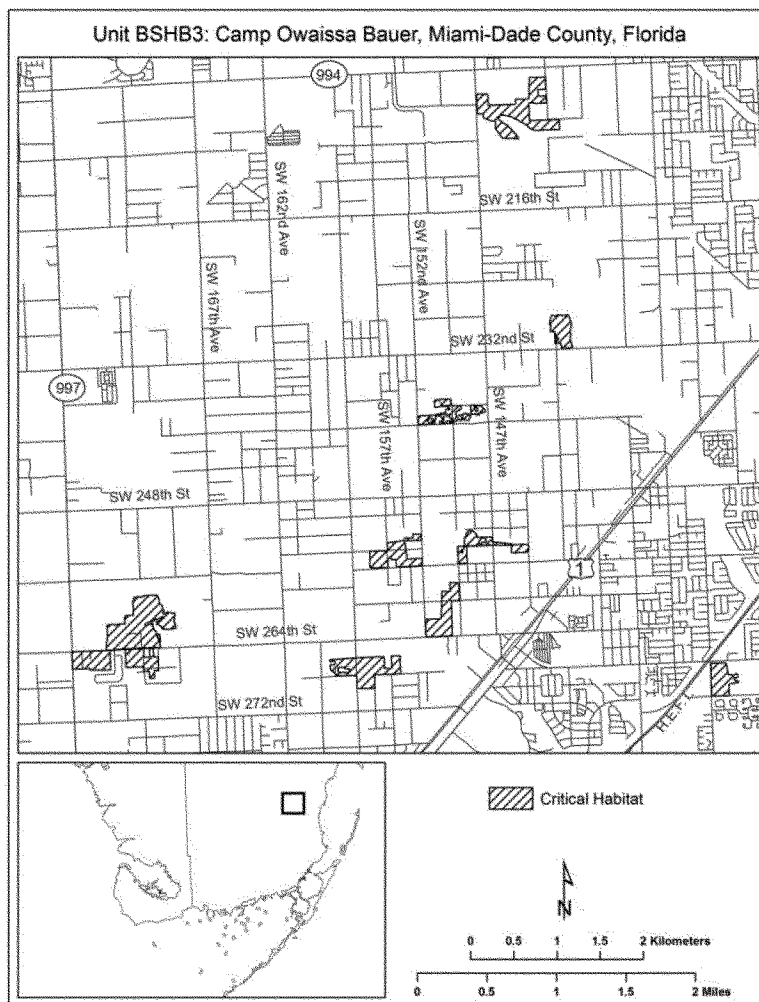 Unit BSHB3: Camp Owaissa Bauer, Miami-Dade County, Florida
994
SW 162nd Ave
SW 216th St
SW 152nd Ave
SW 167th Ave
SW 232nd St
997
SW 157th Ave
SW 147th Ave
SW 248th St
1
SW 264th St
SW 272nd St
H.E.F.T.
Critical Habitat
N
0 0.5 1 1.5 2 Kilometers
0 0.5 1 1.5 2 Miles